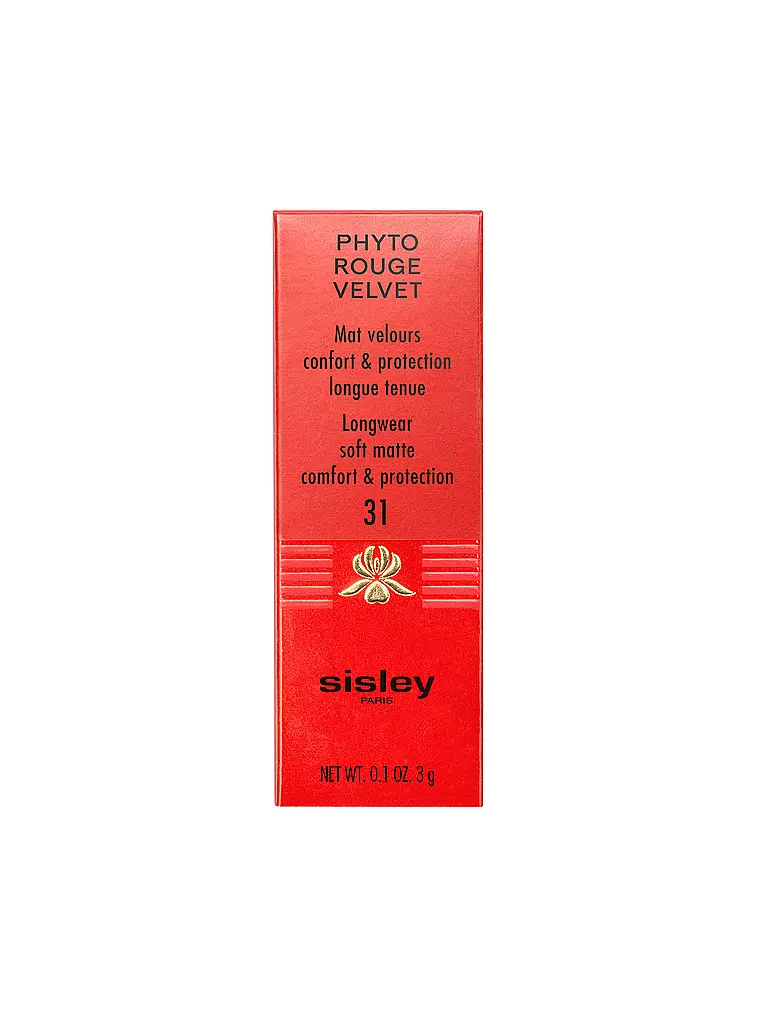 PHYTO
ROUGE
VELVET
Mat velours
confort & protection
longue tenue
Longwear
soft matte
comfort & protection
31
sisley
PARIS
NET WT. 0.1 OZ. 3 g